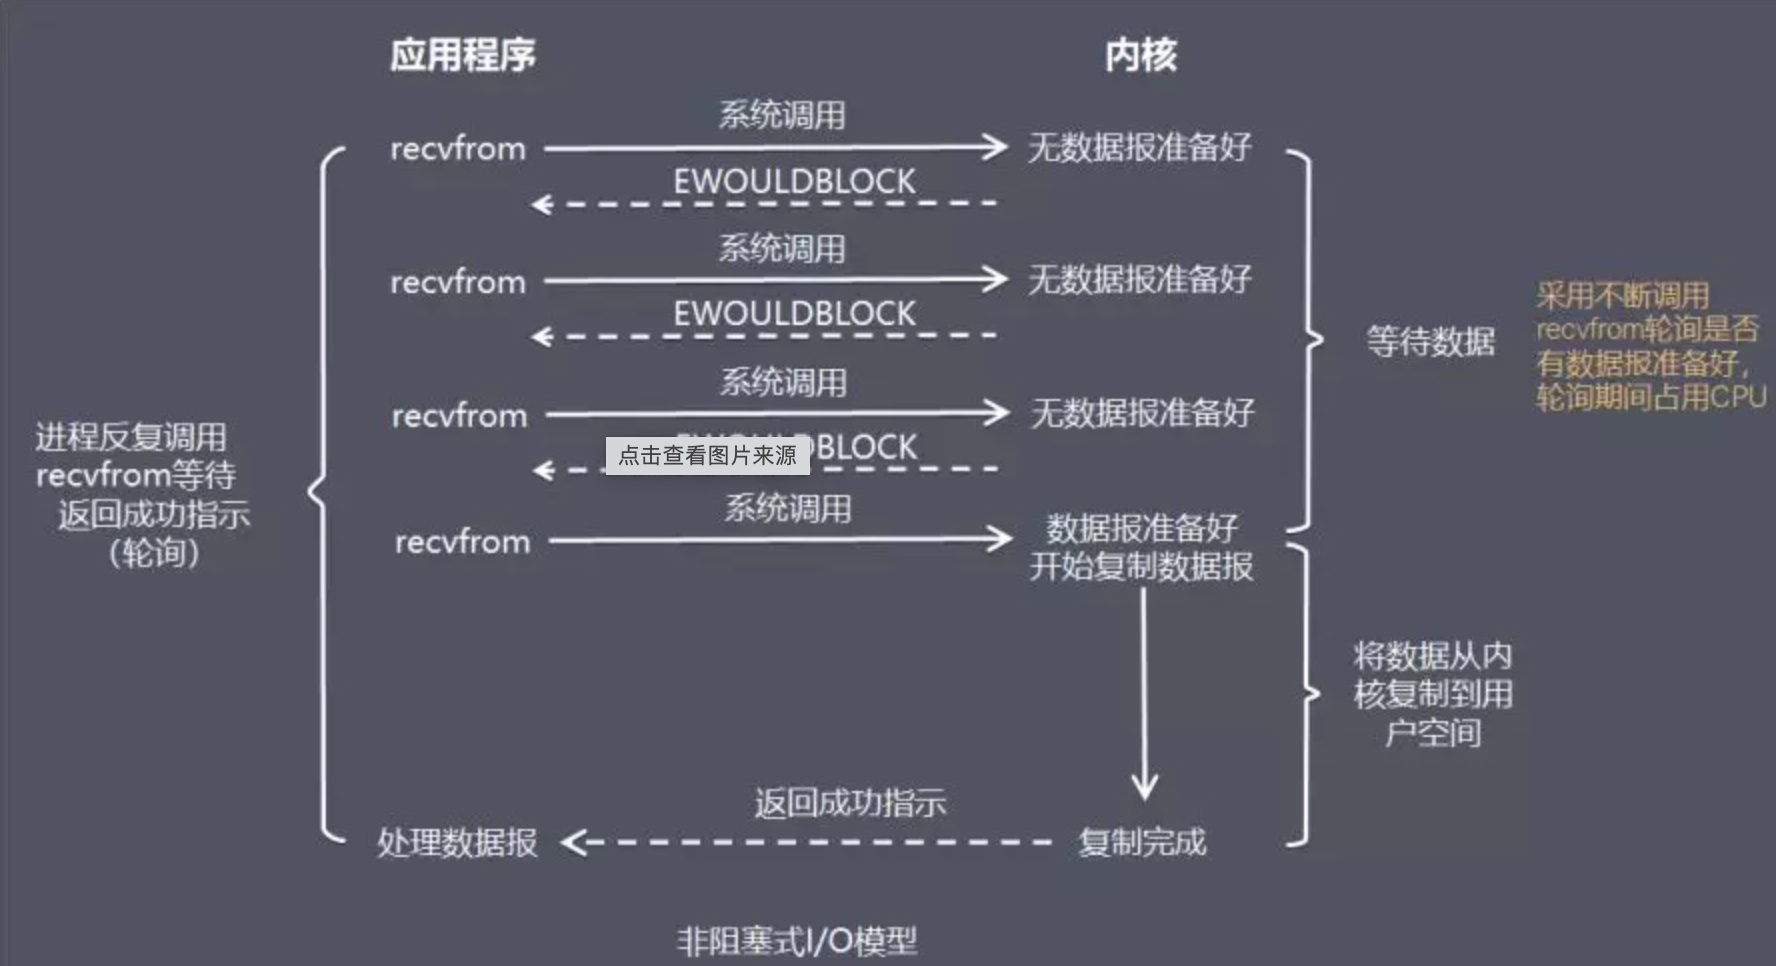 应用程序
内核
系统调用
recvfrom
无数据报准备好
EWOULDBLOCK
系统调用
recvfrom
无数据报准备好
EWOULDBLOCK
系统调用
recvfrom
无数据报准备好
点击查看图片来源
DBLOCK
系统调用
recvfrom
数据报准备好
开始复制数据报
返回成功指示
处理数据报
复制完成
进程反复调用
recvfrom等待
返回成功指示
（轮询）
等待数据
采用不断调用
recvfrom轮询是否
有数据报准备好，
轮询期间占用CPU
将数据从内
核复制到用
户空间
非阻塞式I/O模型